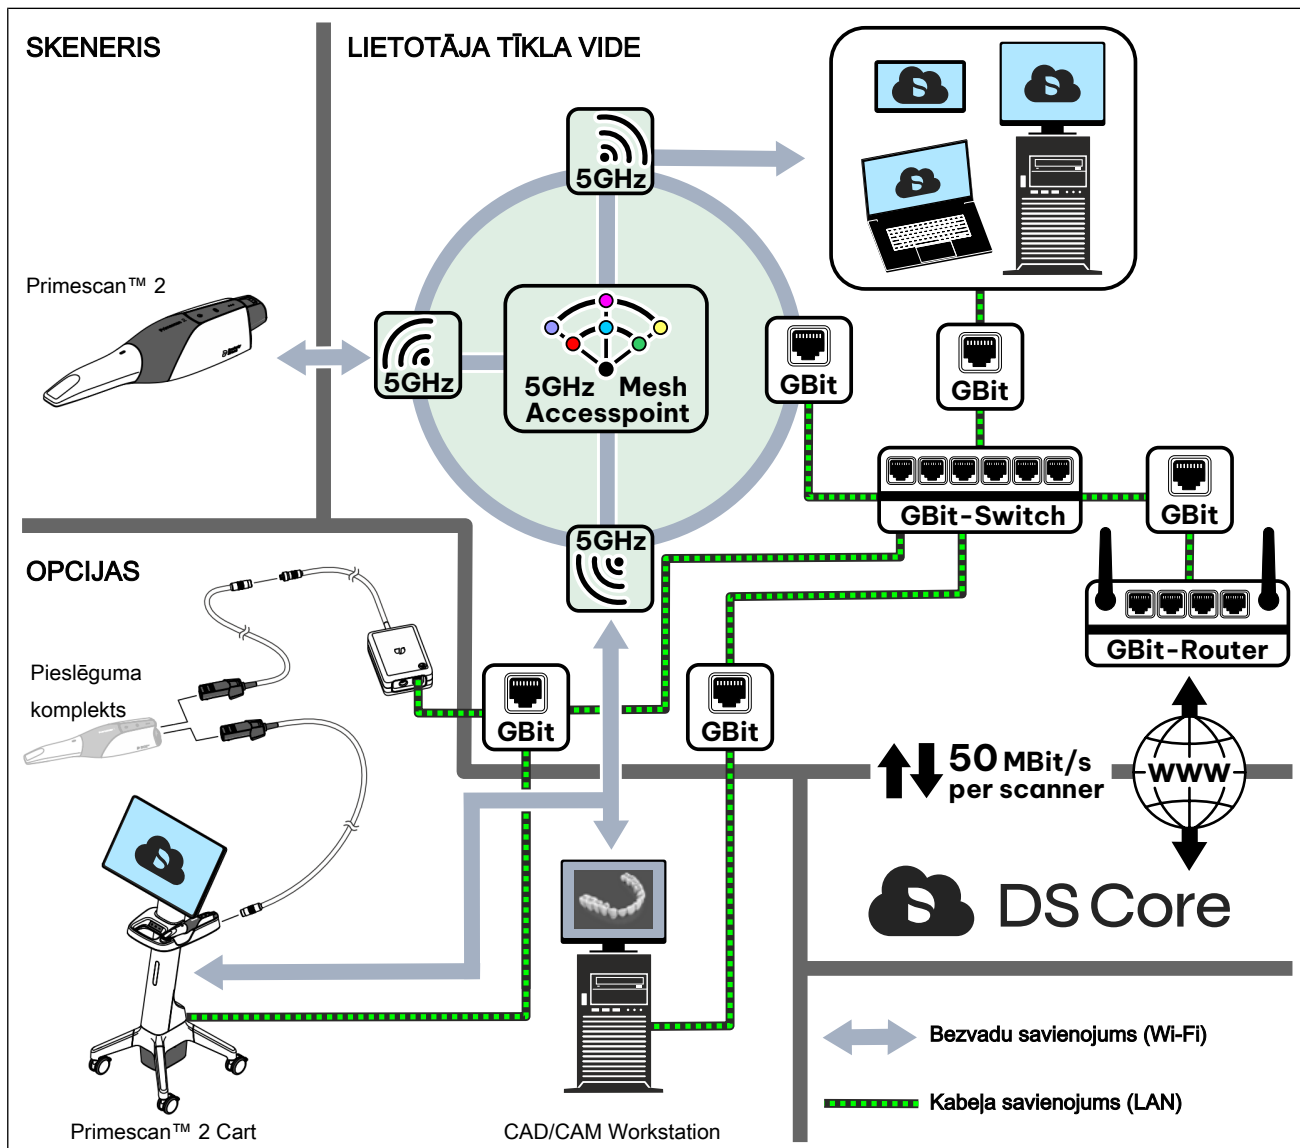 SKENERIS
LIETOTĀJA TĪKLA VIDE
5GHz
Primescan™ 2
5GHz
5GHz Mesh
Accesspoint
GBit
GBit
GBit-Switch
GBit
5GHz
OPCIJAS
GBit-Router
Pieslēguma
komplekts
GBit
GBit
50 MBit/s
per scanner
WWW
DS Core
Bezvadu savienojums (Wi-Fi)
Kabeļa savienojums (LAN)
Primescan™ 2 Cart
CAD/CAM Workstation